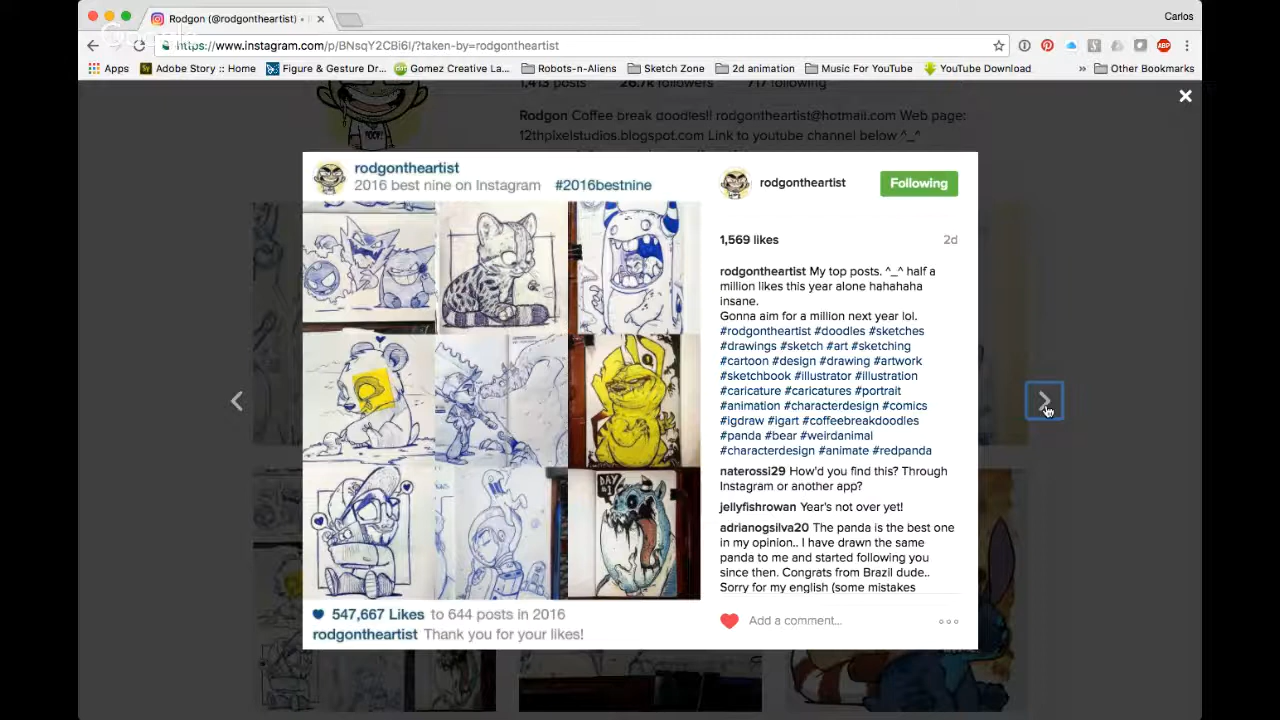 Rodgon (@rodgontheartist) •
Carlos
Google
https://www.instagram.com/p/BNsqY2CBi6I/?taken-by=rodgontheartist
ABP
Apps
Adobe Story :: Home
Figure & Gesture Dr...
Gomez Creative La...
Robots-n-Aliens
Sketch Zone
2d animation
Music For YouTube
YouTube Download
»
Other Bookmarks
1,413 posts 26.7k followers 717 following
Rodgon Coffee break doodles!! rodgontheartist@hotmail.com Web page:
12thpixelstudios.blogspot.com Link to youtube channel below ^_^
POOP!
rodgontheartist
2016 best nine on Instagram #2016bestnine
DAY
#1
547,667 Likes to 644 posts in 2016
rodgontheartist Thank you for your likes!
rodgontheartist
Following
1,569 likes
2d
rodgontheartist My top posts. ^_^ half a
million likes this year alone hahahaha
insane.
Gonna aim for a million next year lol.
#rodgontheartist #doodles #sketches
#drawings #sketch #art #sketching
#cartoon #design #drawing #artwork
#sketchbook #illustrator #illustration
#caricature #caricatures #portrait
#animation #characterdesign #comics
#igdraw #igart #coffeebreakdoodles
#panda #bear #weirdanimal
#characterdesign #animate #redpanda
naterossi29 How'd you find this? Through
Instagram or another app?
jellyfishrowan Year's not over yet!
adrianogsilva20 The panda is the best one
in my opinion.. I have drawn the same
panda to me and started following you
since then. Congrats from Brazil dude..
Sorry for my english (some mistakes
Add a comment...